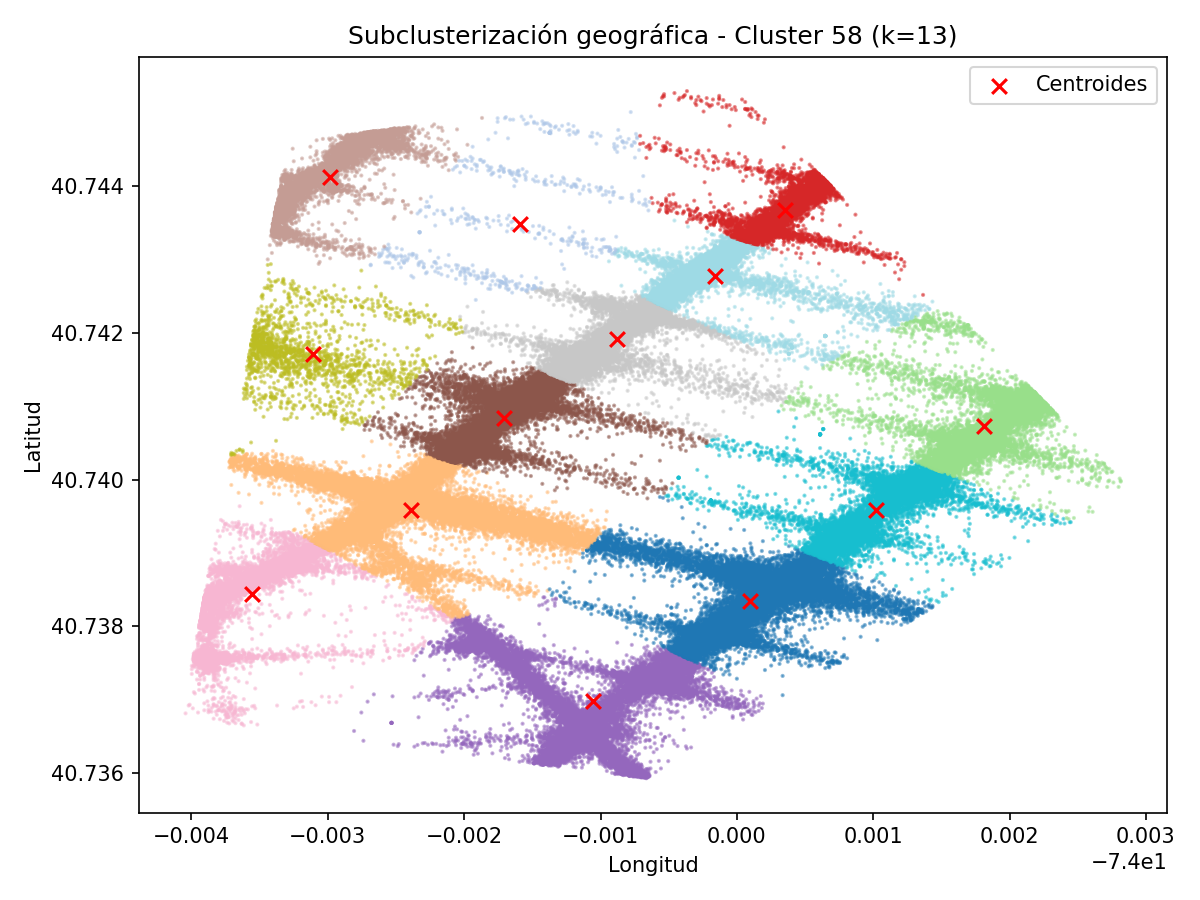 Subclusterización geográfica - Cluster 58 (k=13)
Centroides
40.744
40.742
40.740
40.738
40.736
Latitud
−0.004 −0.003 −0.002 −0.001 0.000 0.001 0.002 0.003
−7.4e1
Longitud